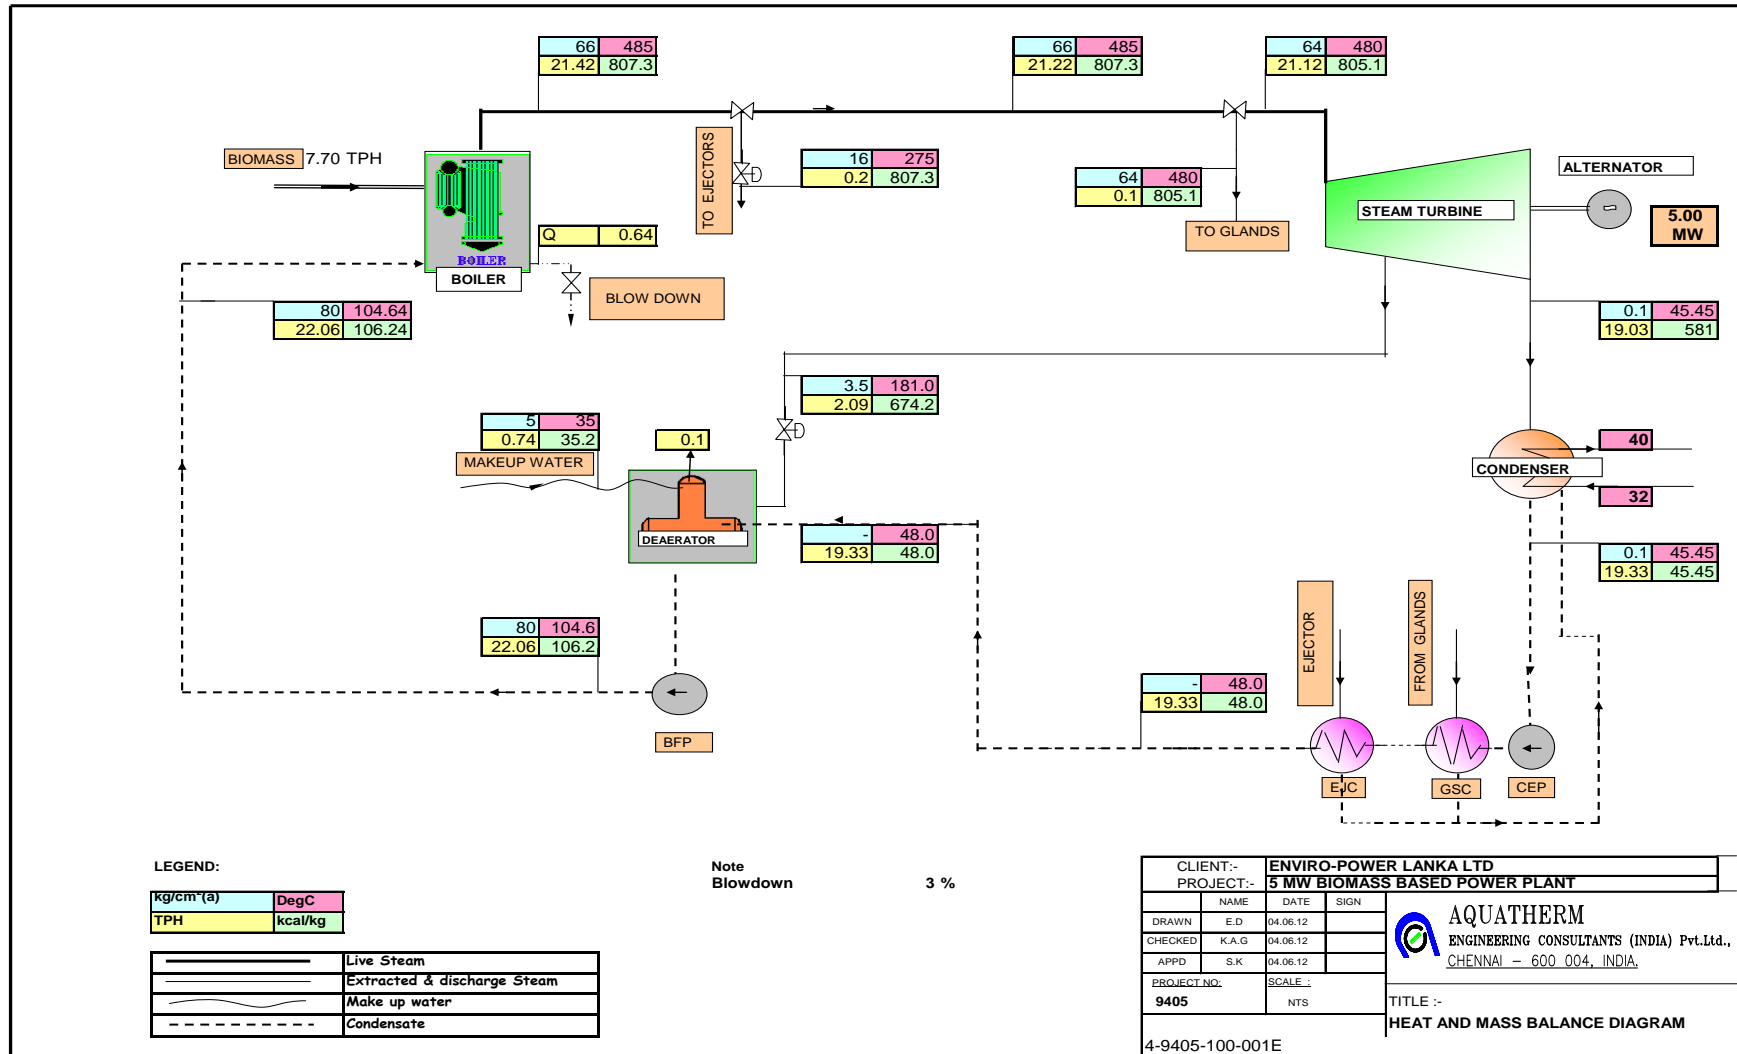 66 485
21.42 807.3
66 485
21.22 807.3
64 480
21.12 805.1
BIOMASS 7.70 TPH
TO EJECTORS
16 275
0.2 807.3
64 480
0.1 805.1
TO GLANDS
ALTERNATOR
STEAM TURBINE
5.00
MW
Q 0.64
BOILER
BOILER
BLOW DOWN
80 104.64
22.06 106.24
0.1 45.45
19.03 581
3.5 181.0
2.09 674.2
5 35
0.74 35.2
MAKEUP WATER
0.1
DEAERATOR
- 48.0
19.33 48.0
40
CONDENSER
32
0.1 45.45
19.33 45.45
80 104.6
22.06 106.2
BFP
EJECTOR
FROM GLANDS
- 48.0
19.33 48.0
EJC
GSC
CEP
LEGEND:
kg/cm²(a) DegC
TPH kcal/kg
Live Steam
Extracted & discharge Steam
Make up water
Condensate
Note
Blowdown 3 %
CLIENT:- ENVIRO-POWER LANKA LTD
PROJECT:- 5 MW BIOMASS BASED POWER PLANT
NAME DATE SIGN
DRAWN E.D 04.06.12
CHECKED K.A.G 04.06.12
APPD S.K 04.06.12
PROJECT NO: SCALE :
9405 NTS
4-9405-100-001E
AQUATHERM
ENGINEERING CONSULTANTS (INDIA) Pvt.Ltd.,
CHENNAI – 600 004, INDIA.
TITLE :-
HEAT AND MASS BALANCE DIAGRAM